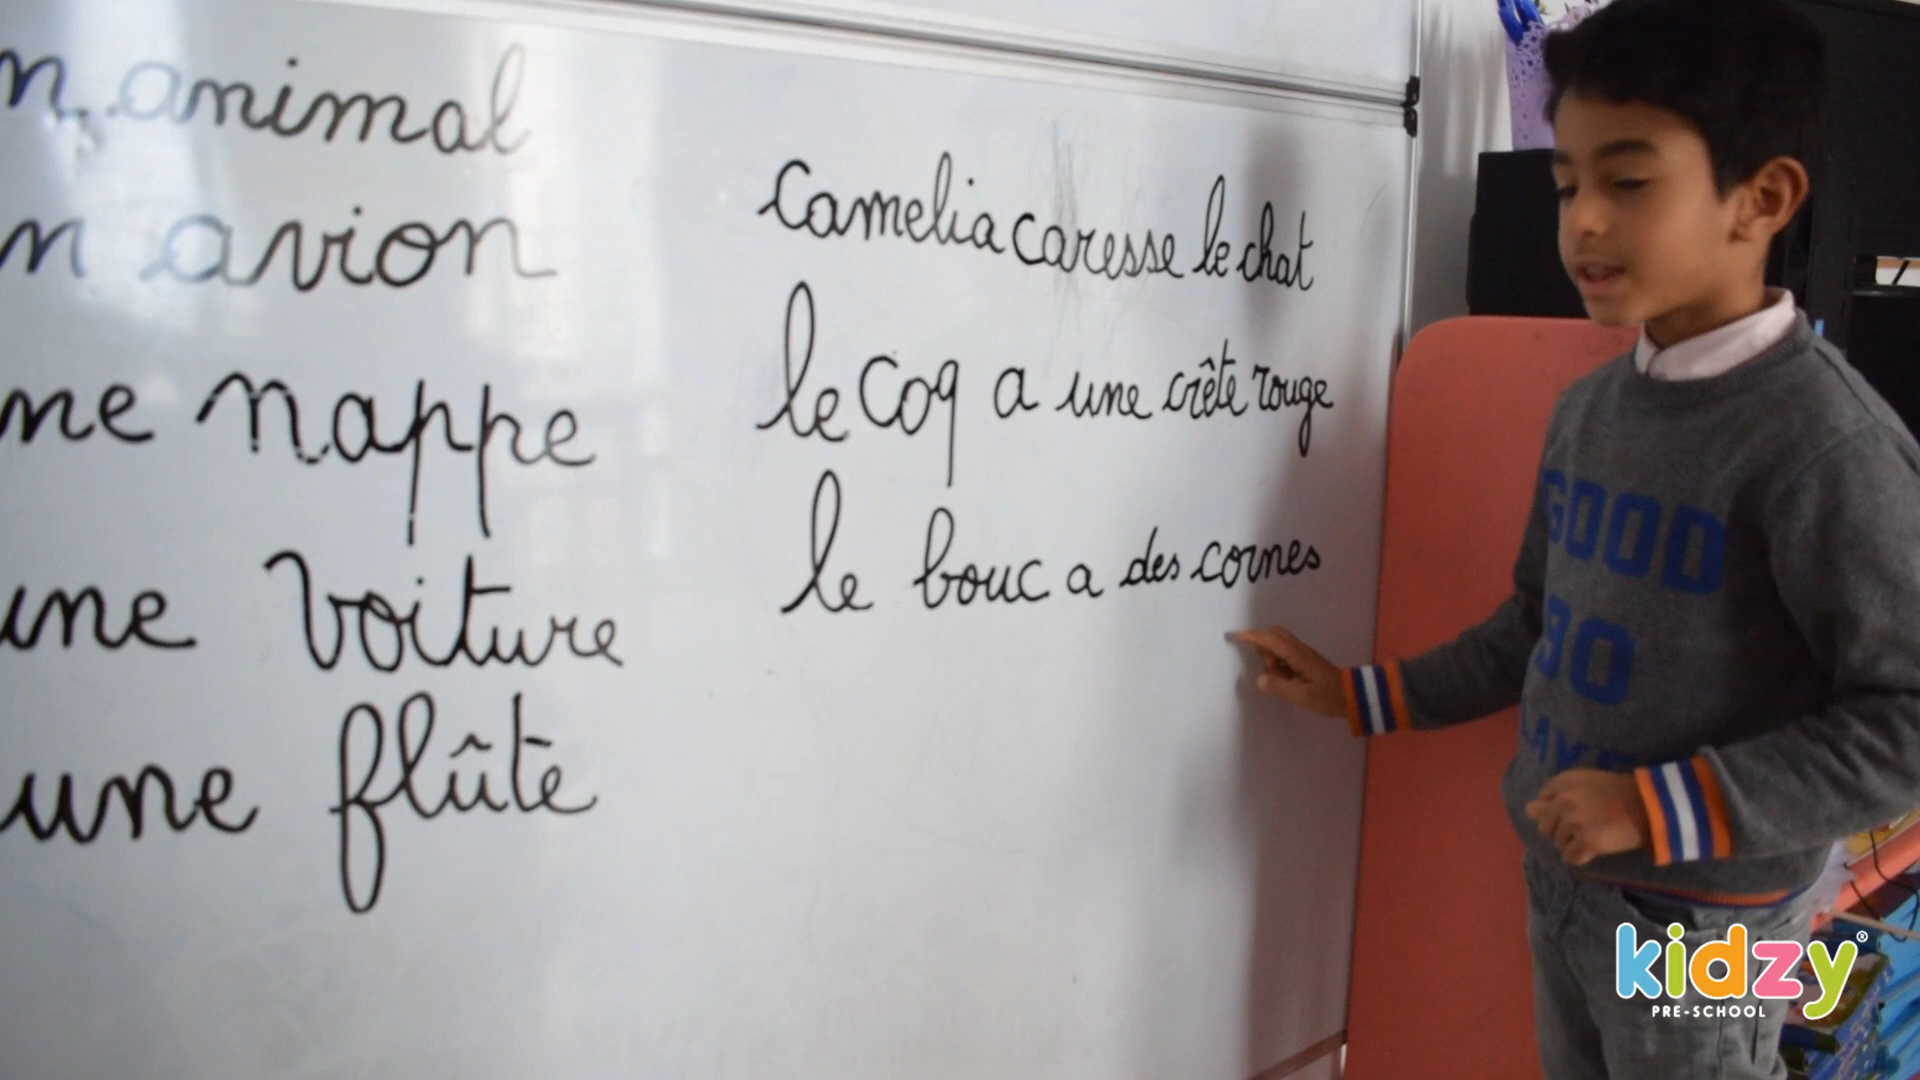 n animal
n avion
ne nappe
une voiture
une flûte
Camelia caresse le chat
le coq a une crête rouge
le bouc a des cornes
GOOD
90
kidzy®
PRE-SCHOOL